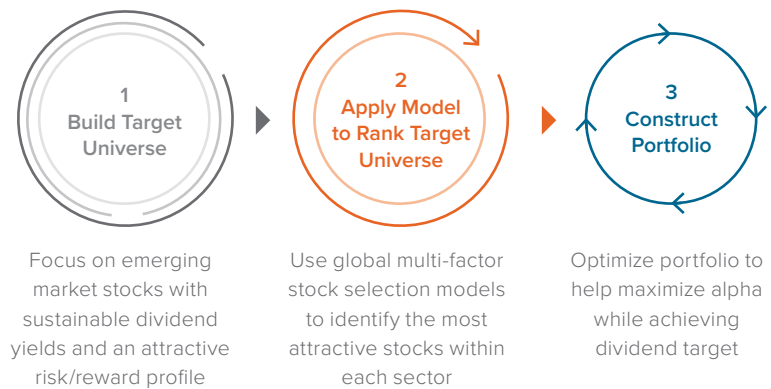 1
Build Target
Universe
Focus on emerging
market stocks with
sustainable dividend
yields and an attractive
risk/reward profile
2
Apply Model
to Rank Target
Universe
Use global multi-factor
stock selection models
to identify the most
attractive stocks within
each sector
3
Construct
Portfolio
Optimize portfolio to
help maximize alpha
while achieving
dividend target